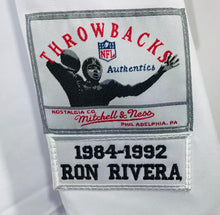 THROWBACKS
NFL
Authentics
NOSTALGIA CO.
Mitchell & Ness
PHILADELPHIA, PA
1984-1992
RON RIVERA